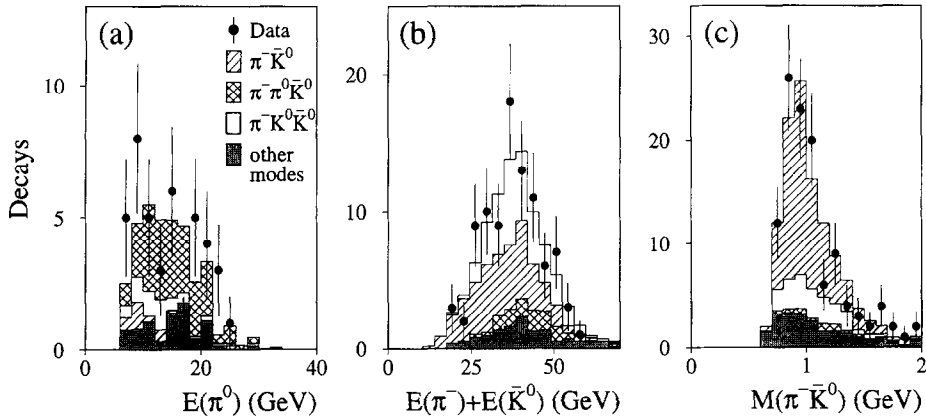 (a)
Data
π⁻K̄⁰
π⁻π⁰K̄⁰
π⁻K⁰K̄⁰
other
modes
Decays
10
5
0
0
20
40
E(π⁰) (GeV)
(b)
20
10
0
0
25
50
E(π⁻)+E(K̄⁰) (GeV)
(c)
30
20
10
0
0
1
2
M(π⁻K̄⁰) (GeV)